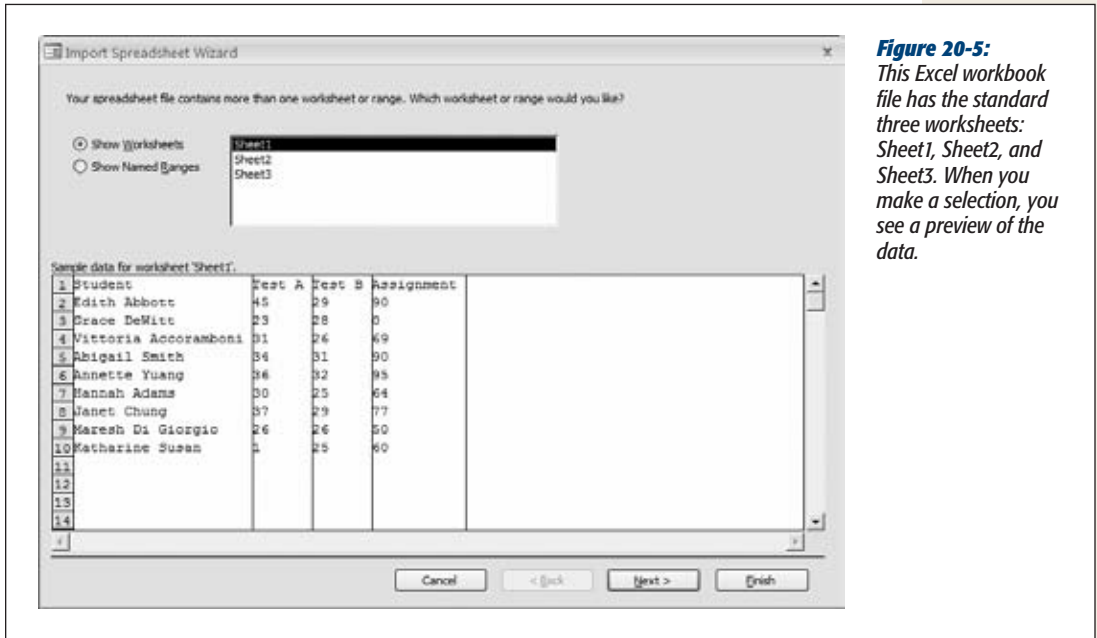 Import Spreadsheet Wizard
Your spreadsheet file contains more than one worksheet or range. Which worksheet or range would you like?
Show Worksheets
Show Named Ranges
Sheet1
Sheet2
Sheet3
Sample data for worksheet 'Sheet1'.
1 Student Test A Test B Assignment
2 Edith Abbott 45 29 90
3 Grace DeWitt 23 28 0
4 Vittoria Accoramboni 31 26 69
5 Abigail Smith 34 31 90
6 Annette Yuang 36 32 95
7 Hannah Adams 30 25 64
8 Janet Chung 37 29 77
9 Maresh Di Giorgio 26 26 50
10 Katharine Susan 1 25 60
11
12
13
14
Cancel
< Back
Next >
Finish
Figure 20-5:
This Excel workbook
file has the standard
three worksheets:
Sheet1, Sheet2, and
Sheet3. When you
make a selection, you
see a preview of the
data.